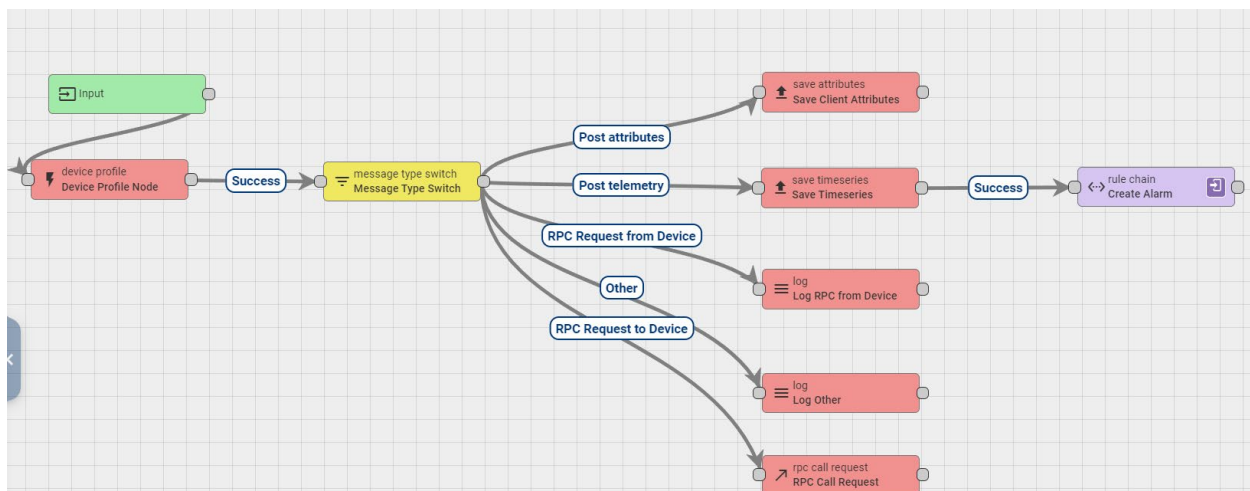 Input
device profile
Device Profile Node
Success
message type switch
Message Type Switch
Post attributes
Post telemetry
RPC Request from Device
Other
RPC Request to Device
save attributes
Save Client Attributes
save timeseries
Save Timeseries
Success
rule chain
Create Alarm
log
Log RPC from Device
log
Log Other
rpc call request
RPC Call Request